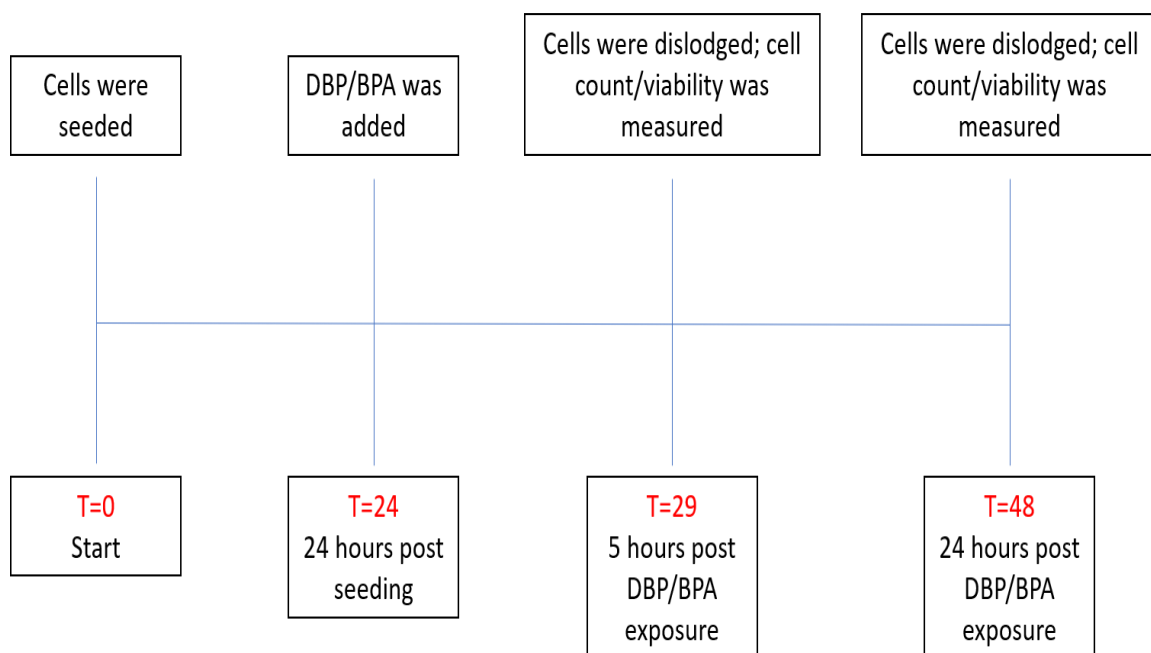 Cells were
seeded
DBP/BPA was
added
Cells were dislodged; cell
count/viability was
measured
Cells were dislodged; cell
count/viability was
measured
T=0
Start
T=24
24 hours post
seeding
T=29
5 hours post
DBP/BPA
exposure
T=48
24 hours post
DBP/BPA
exposure